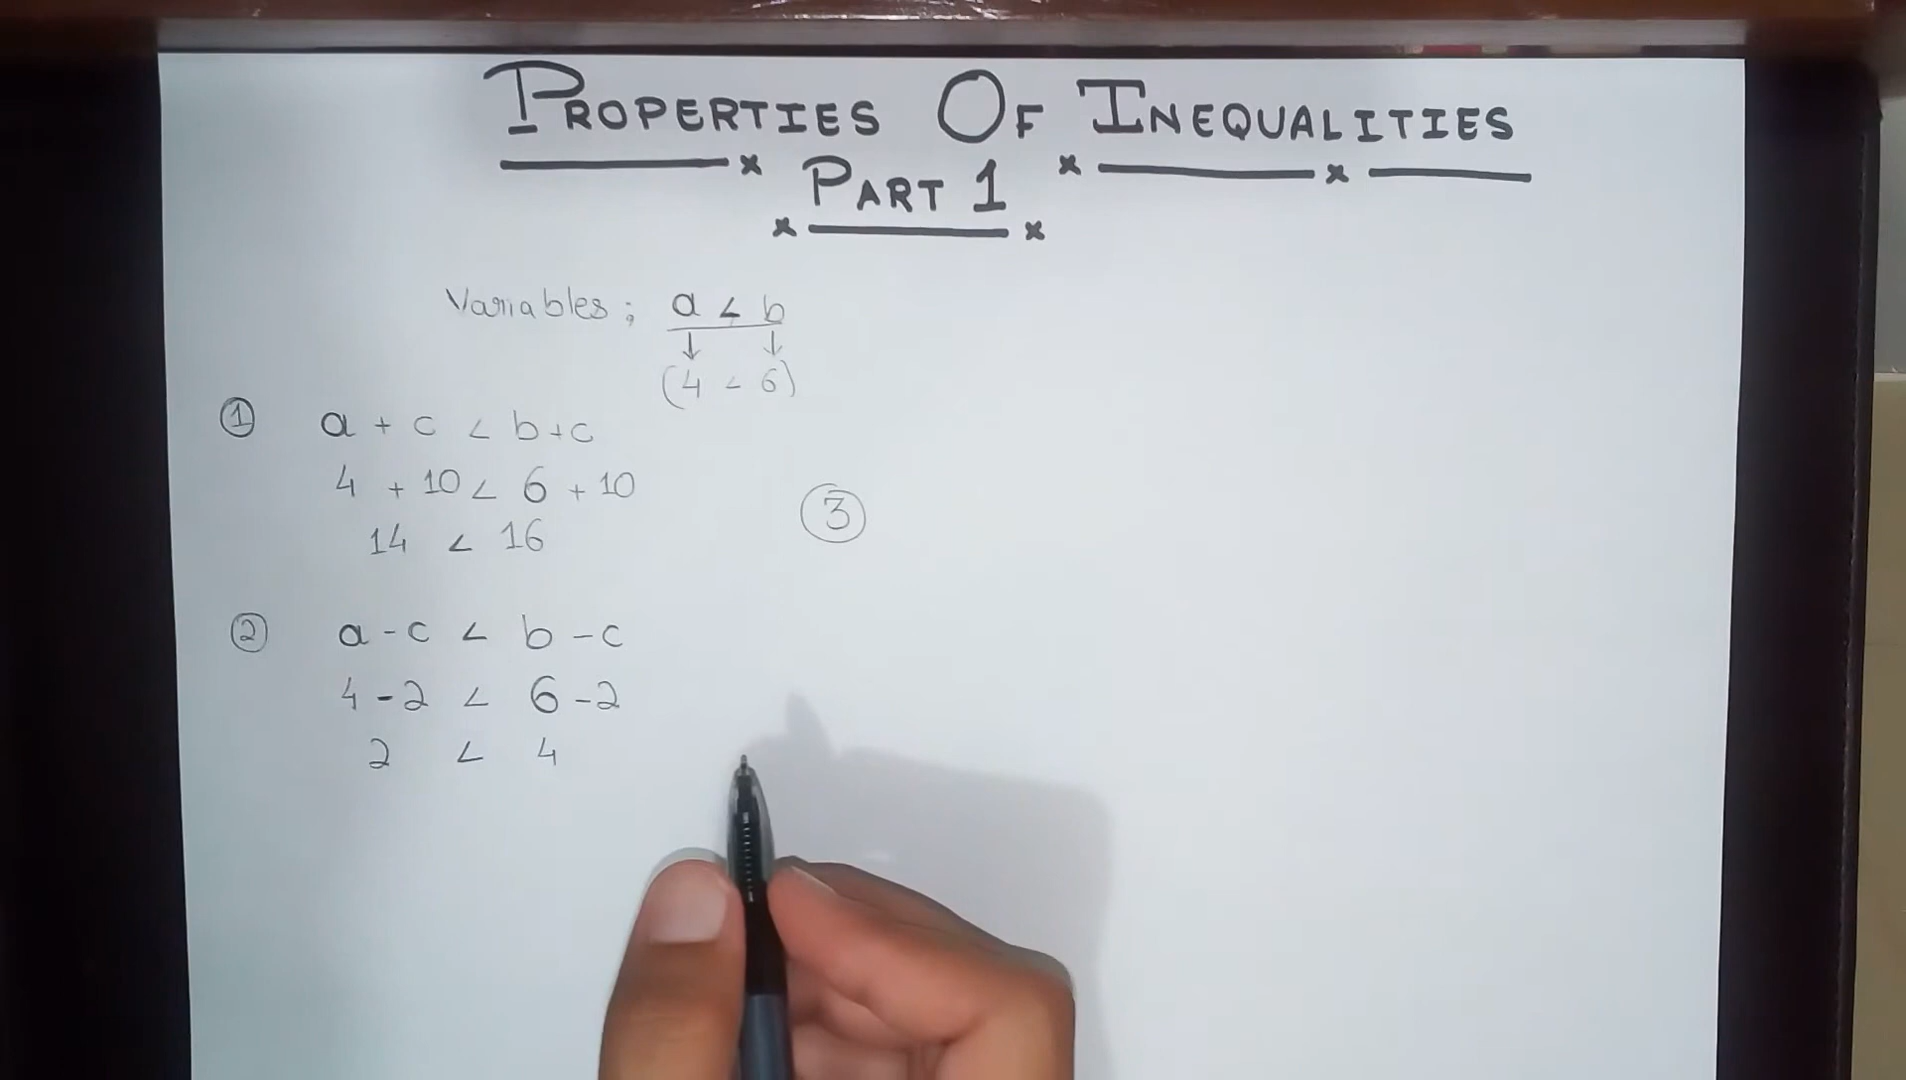 PROPERTIES OF INEQUALITIES
PART 1
Variables; a < b
(4 < 6)
① a + c < b + c
4 + 10 < 6 + 10
14 < 16
② a - c < b - c
4 - 2 < 6 - 2
2 < 4
③